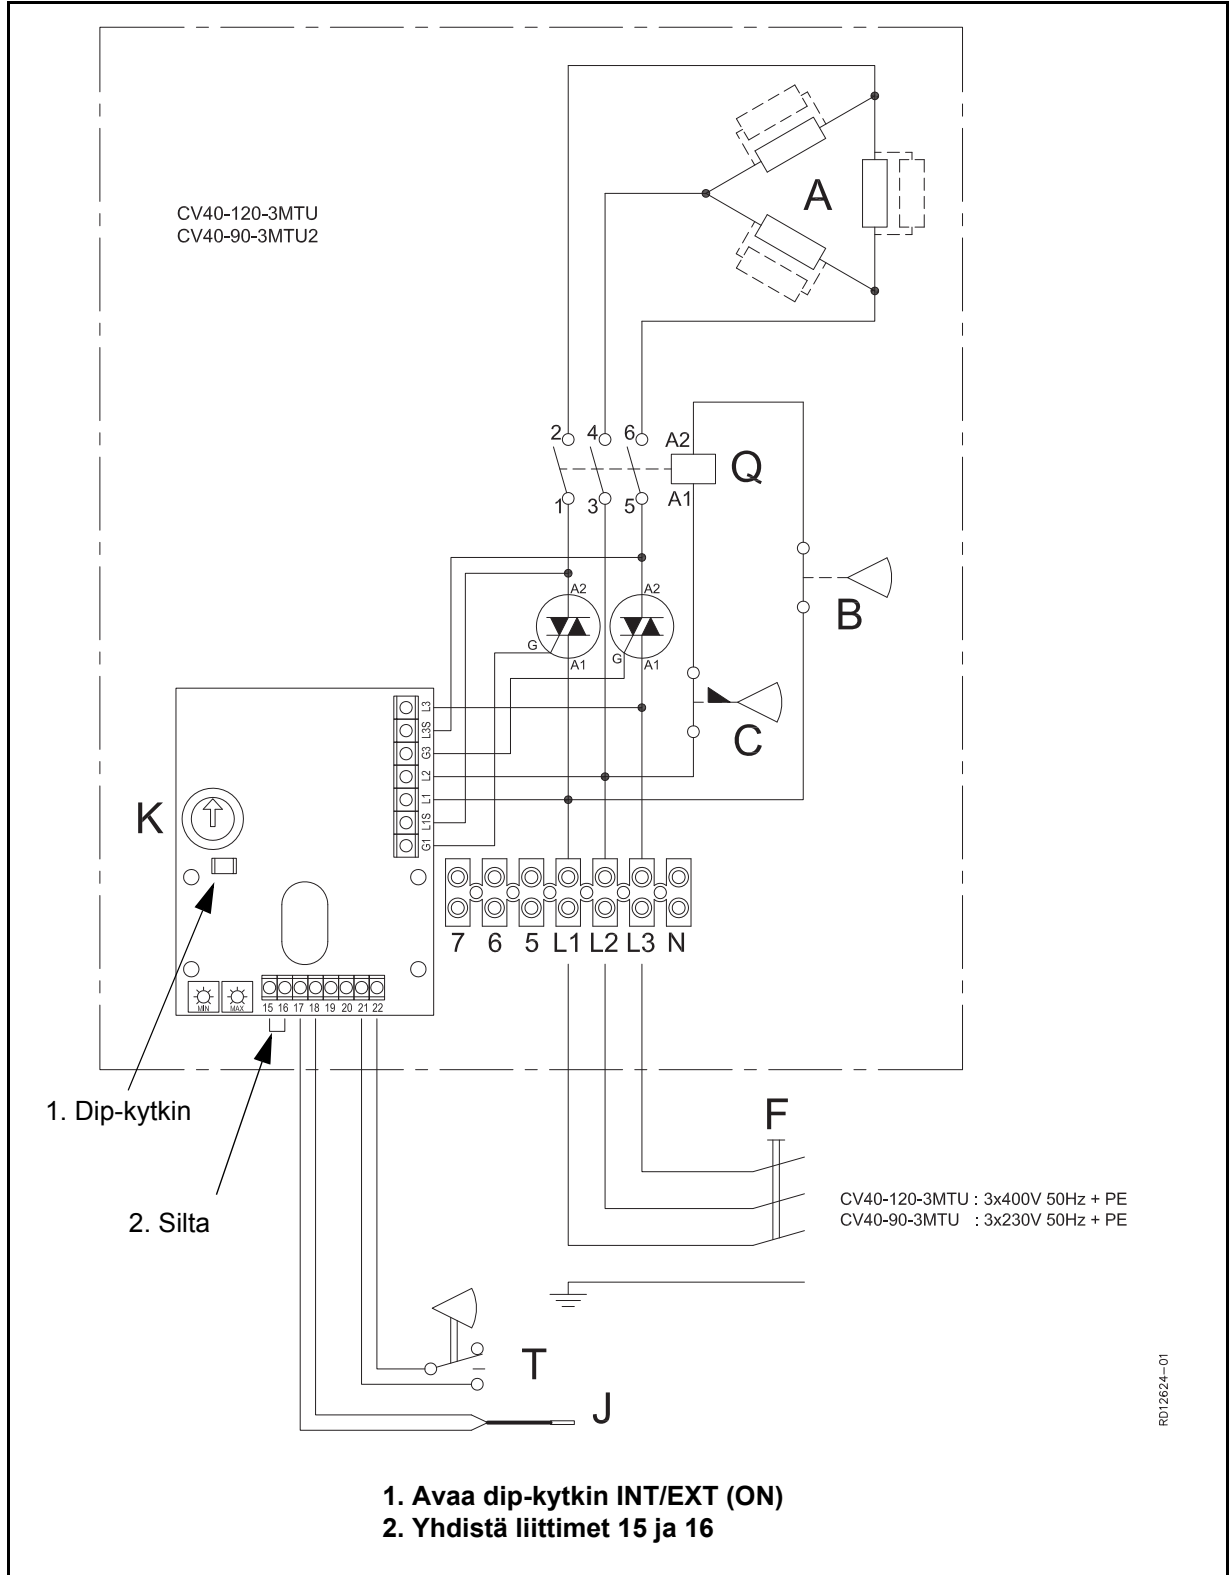 CV40-120-3MTU
CV40-90-3MTU2
A
2 4 6 A2
Q
1 3 5 A1
B
A2 A2
G G
A1 A1
C
K
L3
L3S
G3
L2
L1
L1S
G1
7 6 5 L1 L2 L3 N
MIN MAX
15 16 17 18 19 20 21 22
1. Dip-kytkin
2. Silta
F
CV40-120-3MTU : 3x400V 50Hz + PE
CV40-90-3MTU : 3x230V 50Hz + PE
T
J
RD12624-01
1. Avaa dip-kytkin INT/EXT (ON)
2. Yhdistä liittimet 15 ja 16